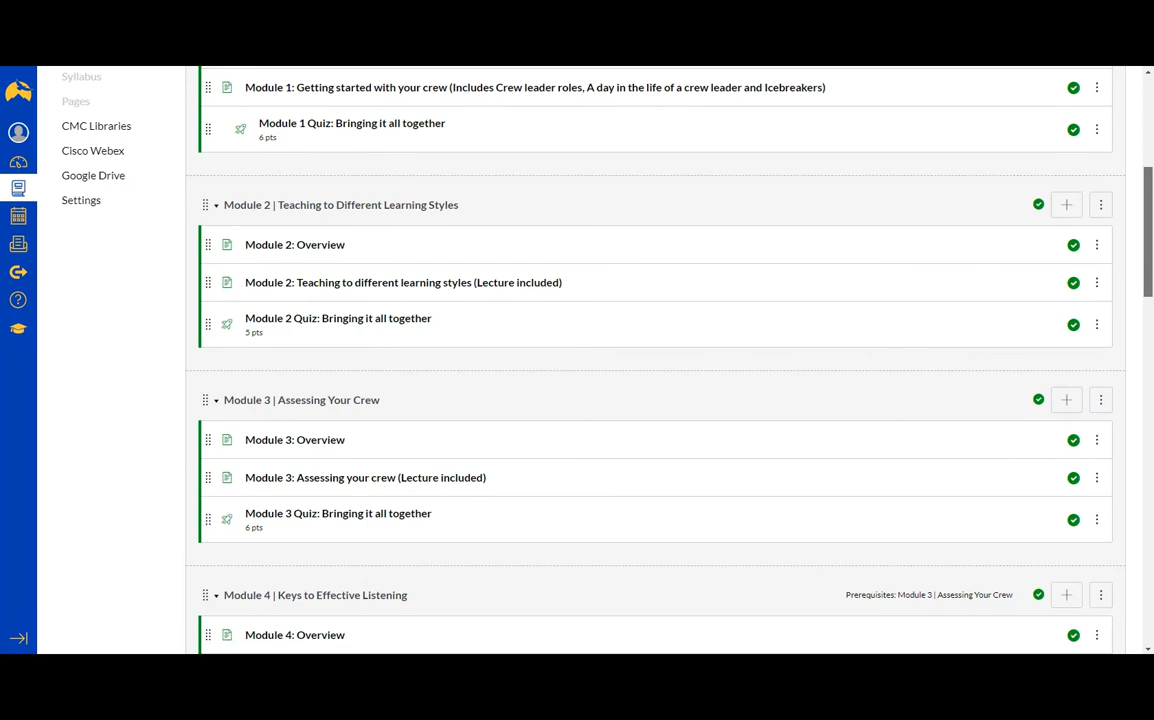 Syllabus
Pages
CMC Libraries
Cisco Webex
Google Drive
Settings
Module 1: Getting started with your crew (Includes Crew leader roles, A day in the life of a crew leader and Icebreakers)
Module 1 Quiz: Bringing it all together
6 pts
Module 2 | Teaching to Different Learning Styles
Module 2: Overview
Module 2: Teaching to different learning styles (Lecture included)
Module 2 Quiz: Bringing it all together
5 pts
Module 3 | Assessing Your Crew
Module 3: Overview
Module 3: Assessing your crew (Lecture included)
Module 3 Quiz: Bringing it all together
6 pts
Module 4 | Keys to Effective Listening
Prerequisites: Module 3 | Assessing Your Crew
Module 4: Overview